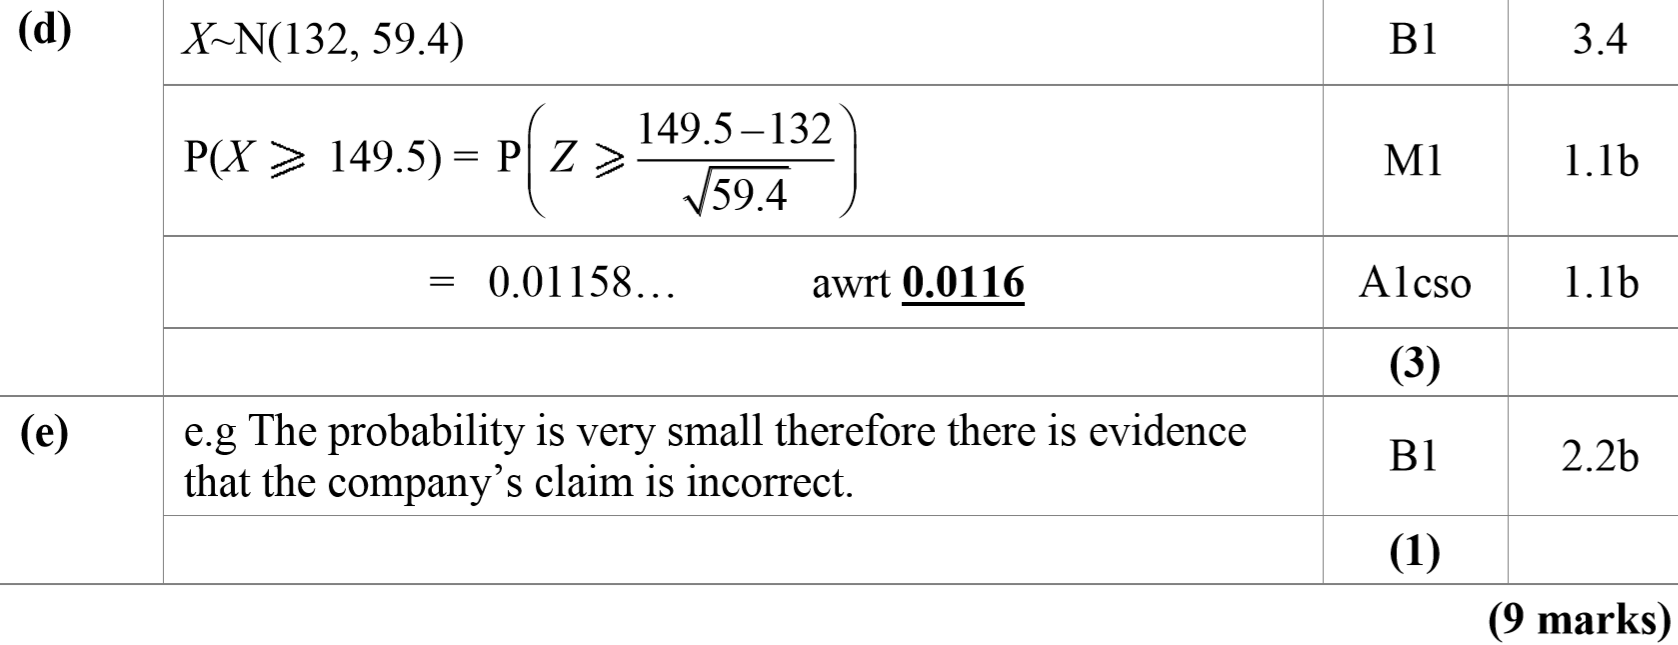 (d) X~N(132, 59.4) B1 3.4
P(X ⩾ 149.5) = P(Z ⩾ (149.5–132)/√59.4) M1 1.1b
= 0.01158… awrt 0.0116 A1cso 1.1b
(3)
(e) e.g The probability is very small therefore there is evidence
that the company’s claim is incorrect. B1 2.2b
(1)
(9 marks)